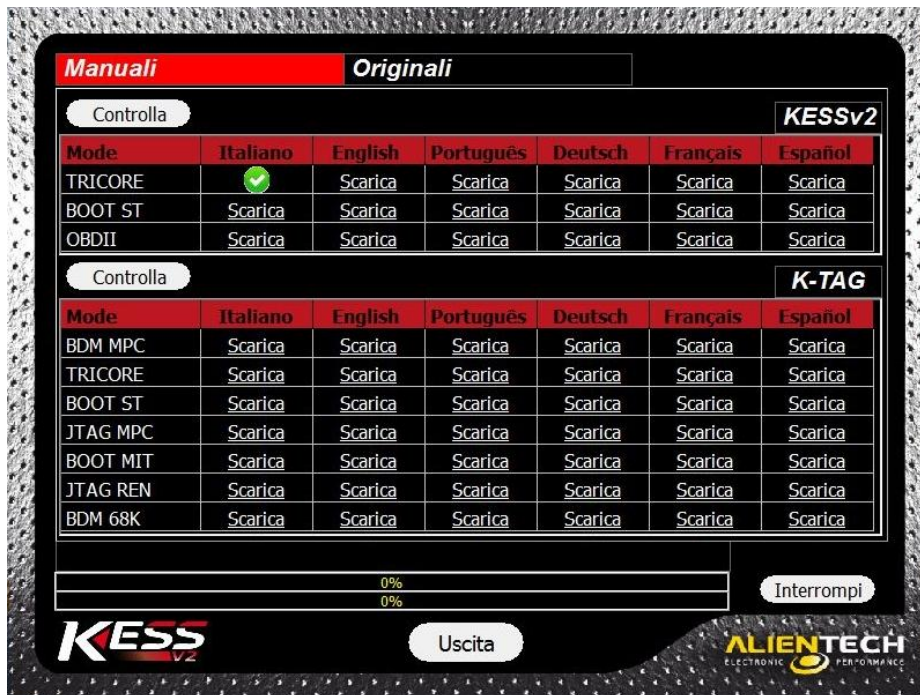 Manuali Originali
Controlla KESSv2
Mode Italiano English Português Deutsch Français Español
TRICORE Scarica Scarica Scarica Scarica Scarica
BOOT ST Scarica Scarica Scarica Scarica Scarica Scarica
OBDII Scarica Scarica Scarica Scarica Scarica Scarica
Controlla K-TAG
Mode Italiano English Português Deutsch Français Español
BDM MPC Scarica Scarica Scarica Scarica Scarica Scarica
TRICORE Scarica Scarica Scarica Scarica Scarica Scarica
BOOT ST Scarica Scarica Scarica Scarica Scarica Scarica
JTAG MPC Scarica Scarica Scarica Scarica Scarica Scarica
BOOT MIT Scarica Scarica Scarica Scarica Scarica Scarica
JTAG REN Scarica Scarica Scarica Scarica Scarica Scarica
BDM 68K Scarica Scarica Scarica Scarica Scarica Scarica
0%
0%
Interrompi
KESS V2
Uscita
ALIENTECH
ELECTRONIC PERFORMANCE